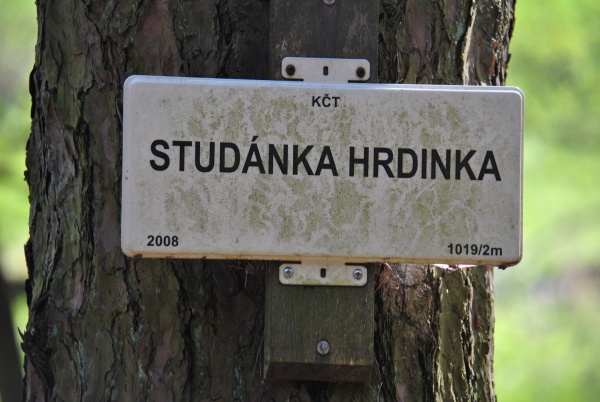 KČT
STUDÁNKA HRDINKA
2008
1019/2m